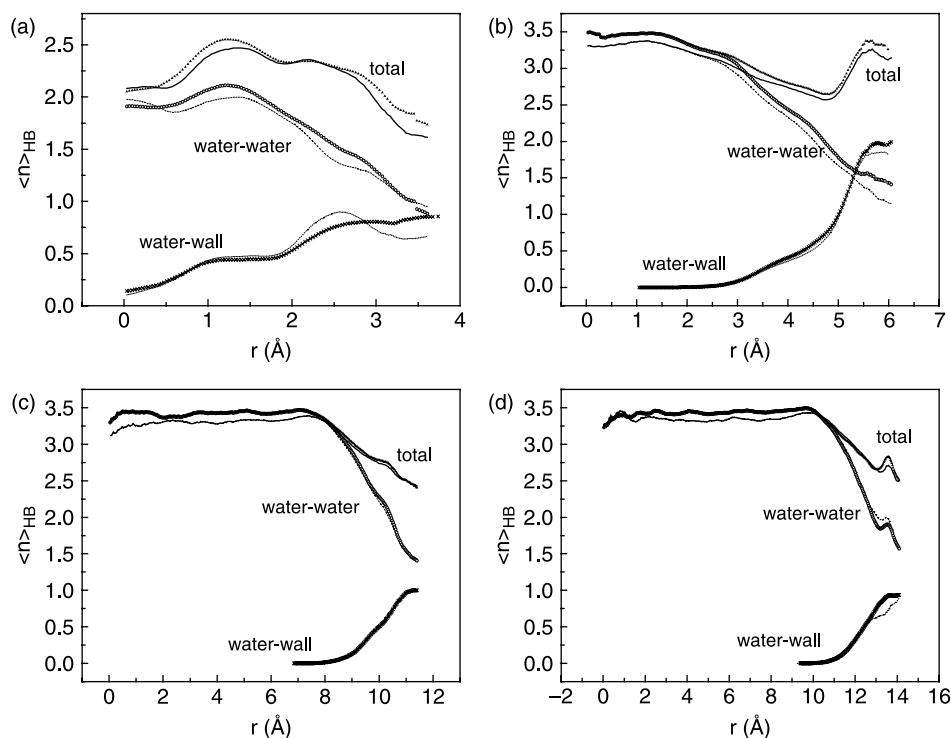 (a)
2.5
2.0
1.5
1.0
0.5
0.0
<n>HB
total
water-water
water-wall
0 1 2 3 4
r (Å)
(b)
3.5
3.0
2.5
2.0
1.5
1.0
0.5
0.0
<n>HB
total
water-water
water-wall
0 1 2 3 4 5 6 7
r (Å)
(c)
3.5
3.0
2.5
2.0
1.5
1.0
0.5
0.0
<n>HB
total
water-water
water-wall
0 2 4 6 8 10 12
r (Å)
(d)
3.5
3.0
2.5
2.0
1.5
1.0
0.5
0.0
<n>HB
total
water-water
water-wall
−2 0 2 4 6 8 10 12 14 16
r (Å)